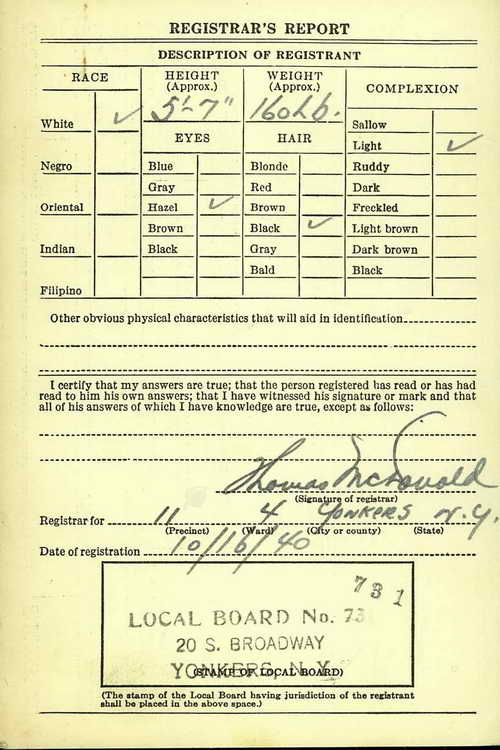 REGISTRAR'S REPORT
DESCRIPTION OF REGISTRANT
RACE
HEIGHT
(Approx.)
WEIGHT
(Approx.)
COMPLEXION
5'-7"
160 Lb.
White ✓
EYES
HAIR
Sallow
Light ✓
Negro
Blue
Blonde
Ruddy
Gray
Red
Dark
Oriental
Hazel ✓
Brown
Freckled
Brown
Black ✓
Light brown
Indian
Black
Gray
Dark brown
Bald
Black
Filipino
Other obvious physical characteristics that will aid in identification
I certify that my answers are true; that the person registered has read or has had
read to him his own answers; that I have witnessed his signature or mark and that
all of his answers of which I have knowledge are true, except as follows:
Thomas McDonald
(Signature of registrar)
Registrar for 11 4 Yonkers N.Y.
(Precinct) (Ward) (City or county) (State)
Date of registration 10/16/40
731
LOCAL BOARD No. 73
20 S. BROADWAY
YONKERS, N.Y.
(STAMP OF LOCAL BOARD)
(The stamp of the Local Board having jurisdiction of the registrant
shall be placed in the above space.)